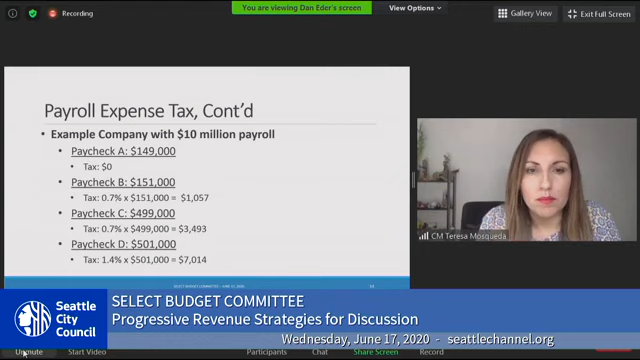 Recording
You are viewing Dan Eder's screen
View Options
Gallery View
Exit Full Screen
Payroll Expense Tax, Cont'd
• Example Company with $10 million payroll
• Paycheck A: $149,000
• Tax: $0
• Paycheck B: $151,000
• Tax: 0.7% x $151,000 = $1,057
• Paycheck C: $499,000
• Tax: 0.7% x $499,000 = $3,493
• Paycheck D: $501,000
• Tax: 1.4% x $501,000 = $7,014
CM Teresa Mosqueda
Seattle
City
Council
SELECT BUDGET COMMITTEE
Progressive Revenue Strategies for Discussion
Wednesday, June 17, 2020 - seattlechannel.org
Unmute
Start Video
Participants
Chat
Share Screen
Record